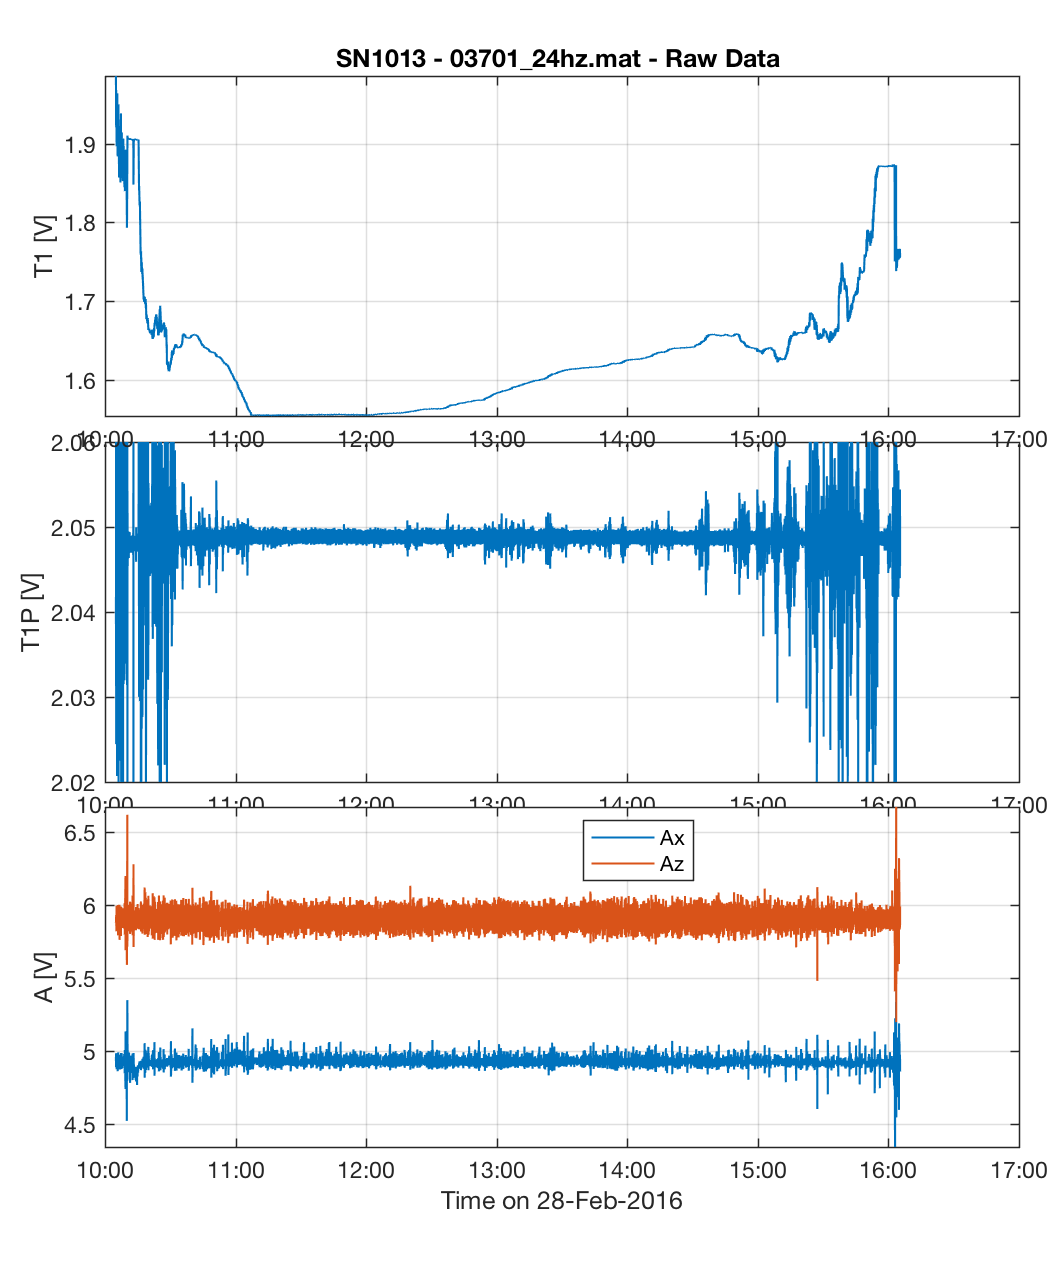 SN1013 - 03701_24hz.mat - Raw Data
T1 [V]
1.9
1.8
1.7
1.6
10:00 11:00 12:00 13:00 14:00 15:00 16:00 17:00
T1P [V]
2.06
2.05
2.04
2.03
2.02
10:00 11:00 12:00 13:00 14:00 15:00 16:00 17:00
A [V]
6.5
6
5.5
5
4.5
Ax
Az
10:00 11:00 12:00 13:00 14:00 15:00 16:00 17:00
Time on 28-Feb-2016